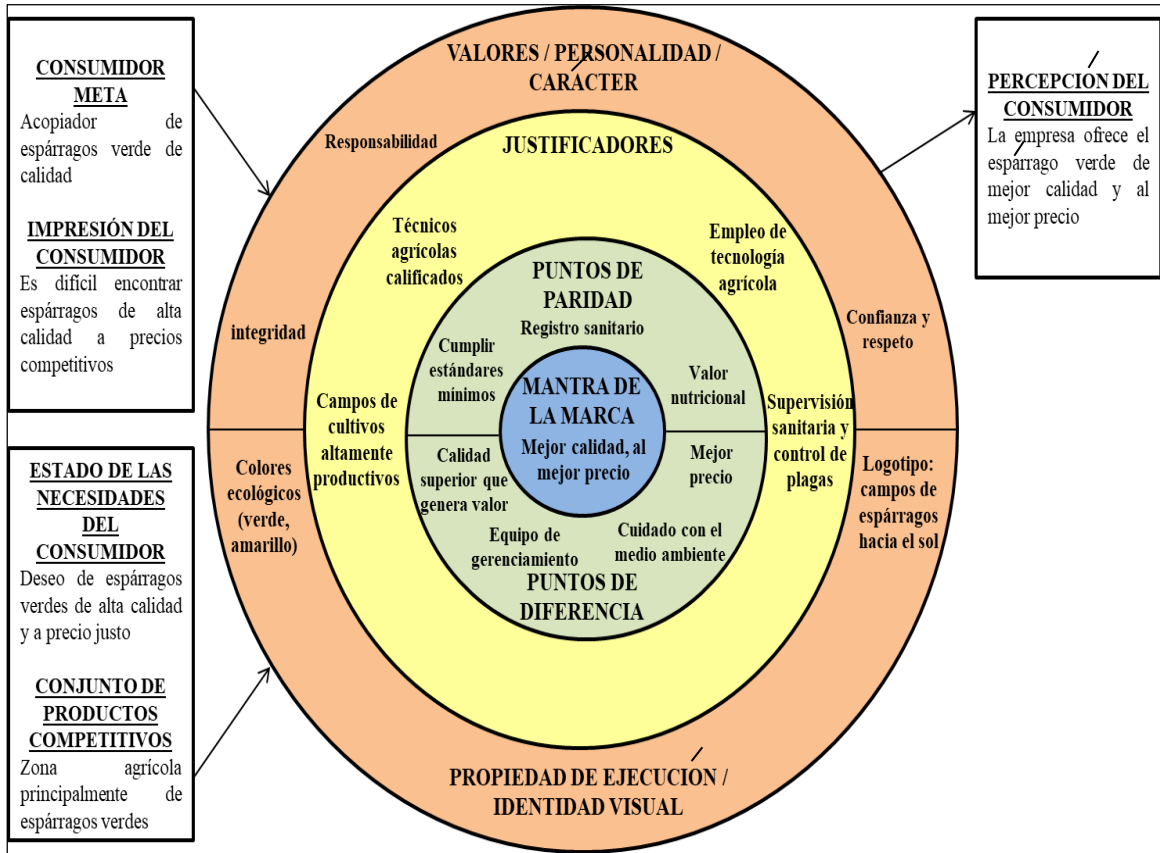 CONSUMIDOR
META
Acopiador de
espárragos verde de
calidad
IMPRESIÓN DEL
CONSUMIDOR
Es difícil encontrar
espárragos de alta
calidad a precios
competitivos
ESTADO DE LAS
NECESIDADES
DEL
CONSUMIDOR
Deseo de espárragos
verdes de alta calidad
y a precio justo
CONJUNTO DE
PRODUCTOS
COMPETITIVOS
Zona agrícola
principalmente de
espárragos verdes
VALORES / PERSONALIDAD /
CARÁCTER
Responsabilidad
integridad
Confianza y
respeto
JUSTIFICADORES
Técnicos
agrícolas
calificados
Empleo de
tecnología
agrícola
Campos de
cultivos
altamente
productivos
Supervisión
sanitaria y
control de
plagas
PUNTOS DE
PARIDAD
Registro sanitario
Cumplir
estándares
mínimos
Valor
nutricional
MANTRA DE
LA MARCA
Mejor calidad, al
mejor precio
Calidad
superior que
genera valor
Mejor
precio
Equipo de
gerenciamiento
Cuidado con el
medio ambiente
PUNTOS DE
DIFERENCIA
Colores
ecológicos
(verde,
amarillo)
Logotipo:
campos de
espárragos
hacia el sol
PROPIEDAD DE EJECUCIÓN /
IDENTIDAD VISUAL
PERCEPCIÓN DEL
CONSUMIDOR
La empresa ofrece el
espárrago verde de
mejor calidad y al
mejor precio